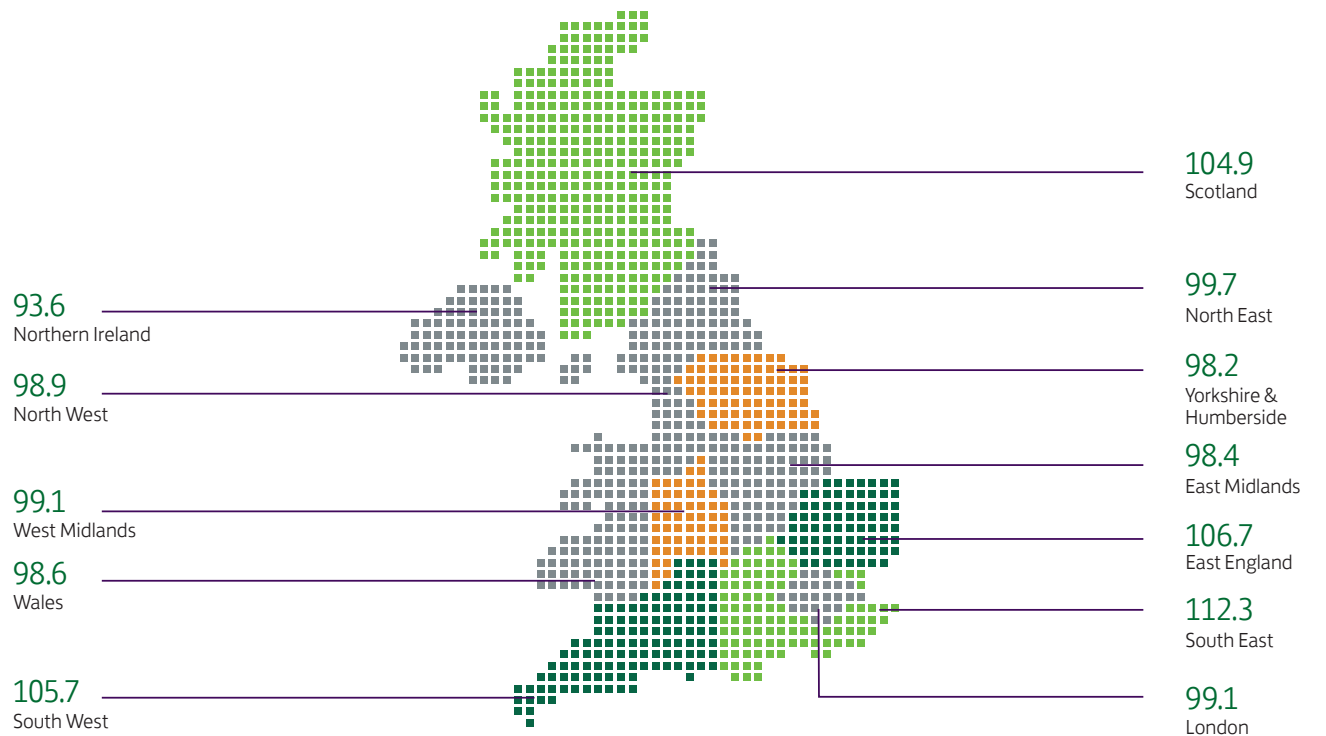 93.6
Northern Ireland
98.9
North West
99.1
West Midlands
98.6
Wales
105.7
South West
104.9
Scotland
99.7
North East
98.2
Yorkshire &
Humberside
98.4
East Midlands
106.7
East England
112.3
South East
99.1
London